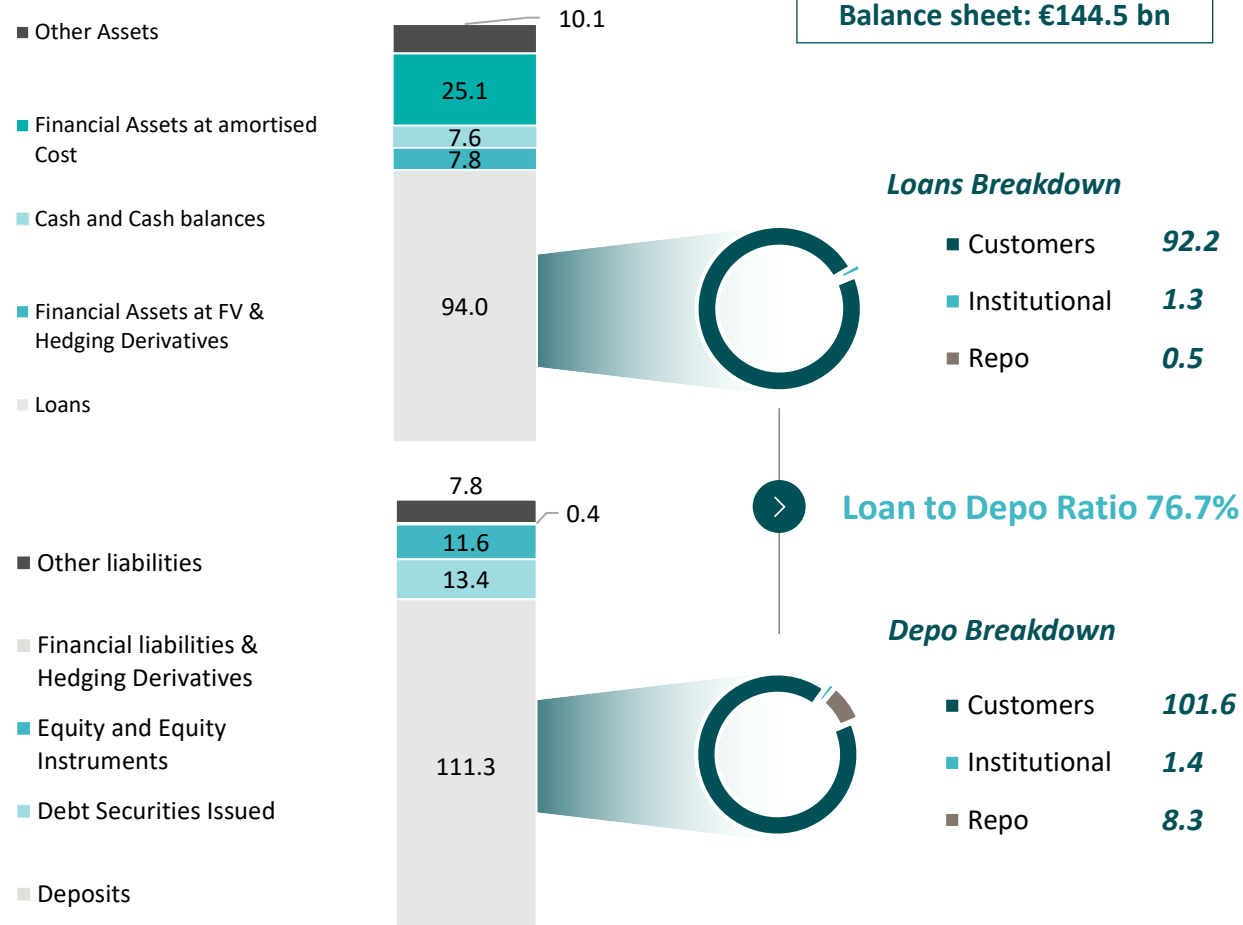 Balance sheet: €144.5 bn
Other Assets
10.1
25.1
Financial Assets at amortised
Cost
7.6
7.8
Cash and Cash balances
Financial Assets at FV &
Hedging Derivatives
94.0
Loans
Loans Breakdown
Customers 92.2
Institutional 1.3
Repo 0.5
Loan to Depo Ratio 76.7%
7.8
0.4
11.6
13.4
Other liabilities
Financial liabilities &
Hedging Derivatives
Equity and Equity
Instruments
111.3
Debt Securities Issued
Deposits
Depo Breakdown
Customers 101.6
Institutional 1.4
Repo 8.3